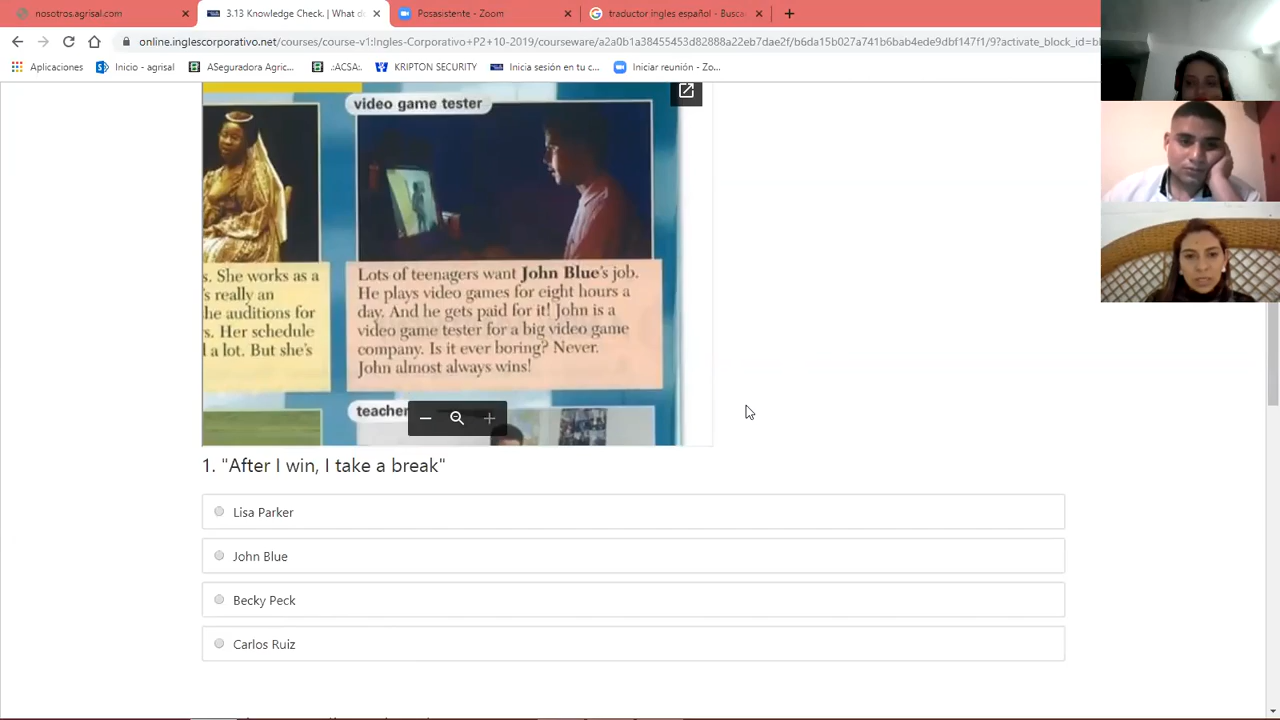 nosotros.agrisal.com
3.13 Knowledge Check. | What d
Posasistente - Zoom
traductor ingles español - Busca
online.inglescorporativo.net/courses/course-v1:Ingle-Corporativo+P2+10-2019/courseware/a2a0b1a38455453d82888a22eb7dae2f/b6da15b027a741b6bab4ede9dbf147f1/9?activate_block_id=bl
Aplicaciones
Inicio - agrisal
ASeguradora Agric...
.:ACSA:.
KRIPTON SECURITY
Inicia sesión en tu c...
Iniciar reunión - Zo...
video game tester
s. She works as a
s really an
he auditions for
s. Her schedule
l a lot. But she's
Lots of teenagers want John Blue's job.
He plays video games for eight hours a
day. And he gets paid for it! John is a
video game tester for a big video game
company. Is it ever boring? Never.
John almost always wins!
teacher
1. "After I win, I take a break"
Lisa Parker
John Blue
Becky Peck
Carlos Ruiz